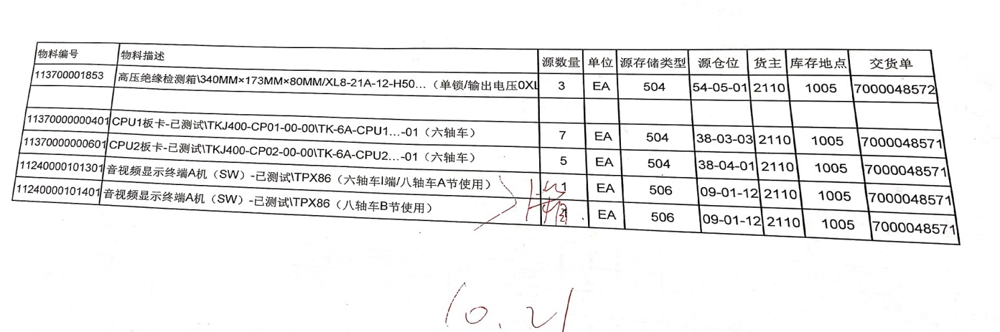 物料编号 物料描述 源数量 单位 源存储类型 源仓位 货主 库存地点 交货单
113700001853 高压绝缘检测箱\340MM×173MM×80MM/XL8-21A-12-H50...（单锁/输出电压0XL 3 EA 504 54-05-01 2110 1005 7000048572
11370000000401 CPU1板卡-已测试\TKJ400-CP01-00-00\TK-6A-CPU1...-01（六轴车） 7 EA 504 38-03-03 2110 1005 7000048571
11370000000601 CPU2板卡-已测试\TKJ400-CP02-00-00\TK-6A-CPU2...-01（六轴车） 5 EA 504 38-04-01 2110 1005 7000048571
11240000101301 音视频显示终端A机（SW）-已测试\TPX86（六轴车I端/八轴车A节使用） 1 EA 506 09-01-12 2110 1005 7000048571
11240000101401 音视频显示终端A机（SW）-已测试\TPX86（八轴车B节使用） EA 506 09-01-12 2110 1005 7000048571
10.21